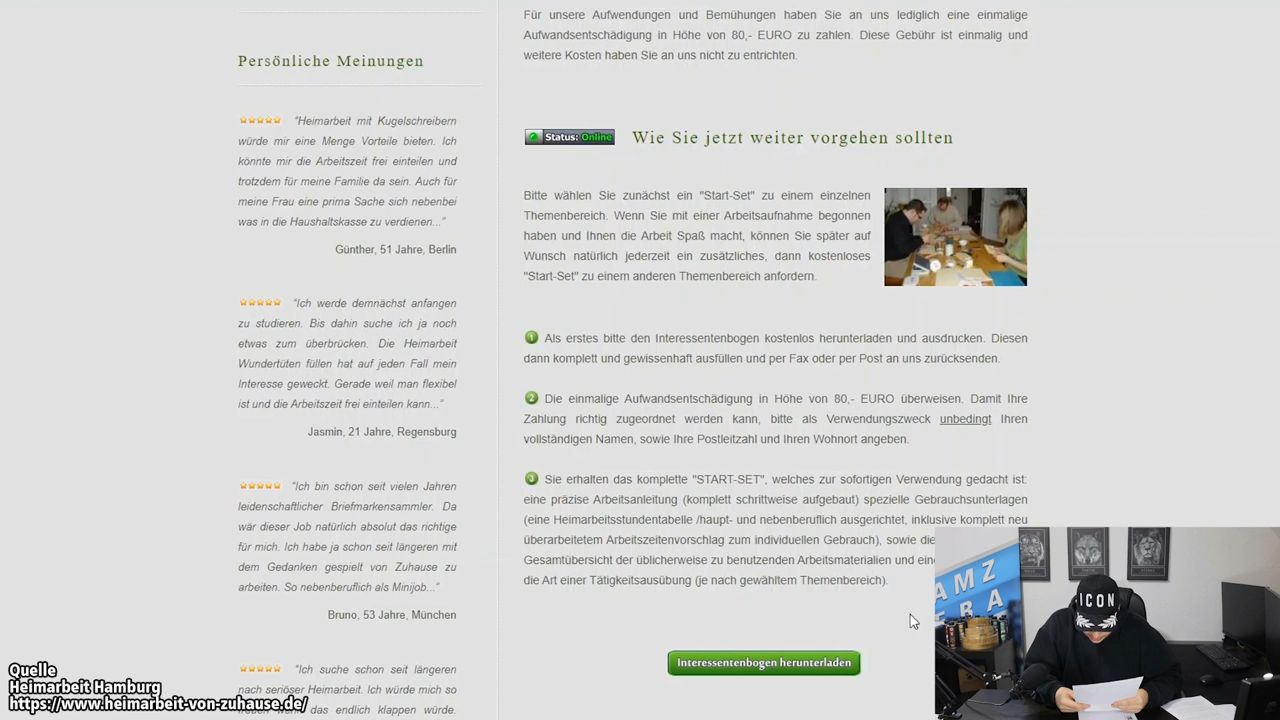 Für unsere Aufwendungen und Bemühungen haben Sie an uns lediglich eine einmalige
Aufwandsentschädigung in Höhe von 80,- EURO zu zahlen. Diese Gebühr ist einmalig und
weitere Kosten haben Sie an uns nicht zu entrichten.
Persönliche Meinungen
"Heimarbeit mit Kugelschreibern
würde mir eine Menge Vorteile bieten. Ich
könnte mir die Arbeitszeit frei einteilen und
trotzdem für meine Familie da sein. Auch für
meine Frau eine prima Sache sich nebenbei
was in die Haushaltskasse zu verdienen..."
Günther, 51 Jahre, Berlin
"Ich werde demnächst anfangen
zu studieren. Bis dahin suche ich ja noch
etwas zum überbrücken. Die Heimarbeit
Wundertüten füllen hat auf jeden Fall mein
Interesse geweckt. Gerade weil man flexibel
ist und die Arbeitszeit frei einteilen kann..."
Jasmin, 21 Jahre, Regensburg
"Ich bin schon seit vielen Jahren
leidenschaftlicher Briefmarkensammler. Da
war dieser Job natürlich absolut das richtige
für mich. Ich habe ja schon seit längeren mit
dem Gedanken gespielt von Zuhause zu
arbeiten. So nebenberuflich als Minijob..."
Bruno, 53 Jahre, München
"Ich suche schon seit längeren
nach seriöser Heimarbeit. Ich würde mich so
das endlich klappen würde.
Status: Online
Wie Sie jetzt weiter vorgehen sollten
Bitte wählen Sie zunächst ein "Start-Set" zu einem einzelnen
Themenbereich. Wenn Sie mit einer Arbeitsaufnahme begonnen
haben und Ihnen die Arbeit Spaß macht, können Sie später auf
Wunsch natürlich jederzeit ein zusätzliches, dann kostenloses
"Start-Set" zu einem anderen Themenbereich anfordern.
1 Als erstes bitte den Interessentenbogen kostenlos herunterladen und ausdrucken. Diesen
dann komplett und gewissenhaft ausfüllen und per Fax oder per Post an uns zurücksenden.
2 Die einmalige Aufwandsentschädigung in Höhe von 80,- EURO überweisen. Damit Ihre
Zahlung richtig zugeordnet werden kann, bitte als Verwendungszweck unbedingt Ihren
vollständigen Namen, sowie Ihre Postleitzahl und Ihren Wohnort angeben.
3 Sie erhalten das komplette "START-SET", welches zur sofortigen Verwendung gedacht ist:
eine präzise Arbeitsanleitung (komplett schrittweise aufgebaut) spezielle Gebrauchsunterlagen
(eine Heimarbeitsstundentabelle /haupt- und nebenberuflich ausgerichtet, inklusive komplett neu
überarbeitetem Arbeitszeitenvorschlag zum individuellen Gebrauch), sowie die
Gesamtübersicht der üblicherweise zu benutzenden Arbeitsmaterialien und eine
die Art einer Tätigkeitsausübung (je nach gewähltem Themenbereich).
Interessentenbogen herunterladen
Quelle
Heimarbeit Hamburg
https://www.heimarbeit-von-zuhause.de/
AMZ
ICON